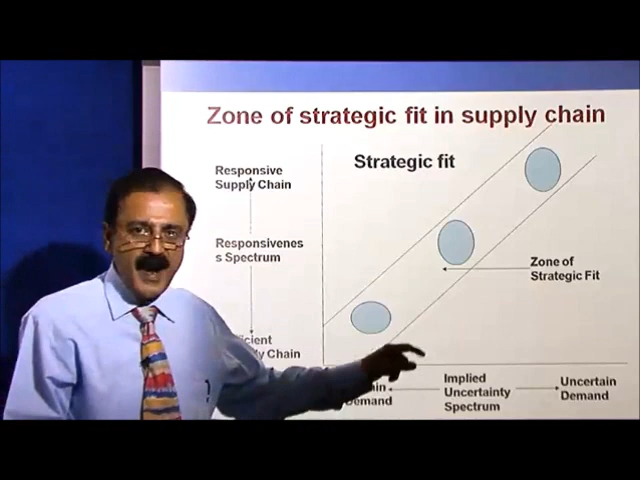 Zone of strategic fit in supply chain
Strategic fit
Responsive
Supply Chain
Responsivenes
s Spectrum
Zone of
Strategic Fit
Chain
Implied
Uncertainty
Spectrum
Uncertain
Demand
Demand